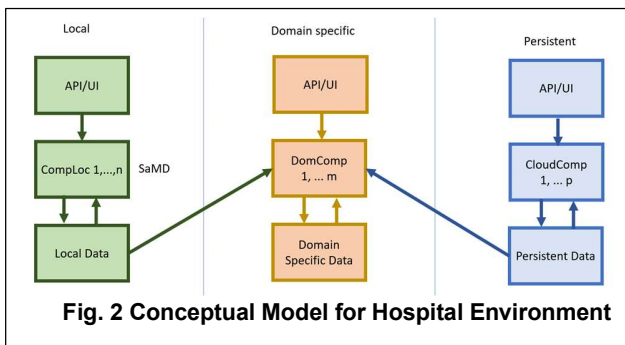 Local
Domain specific
Persistent
API/UI
API/UI
API/UI
CompLoc 1,...,n
SaMD
DomComp
1, ... m
CloudComp
1, ... p
Local Data
Domain
Specific Data
Persistent Data
Fig. 2 Conceptual Model for Hospital Environment